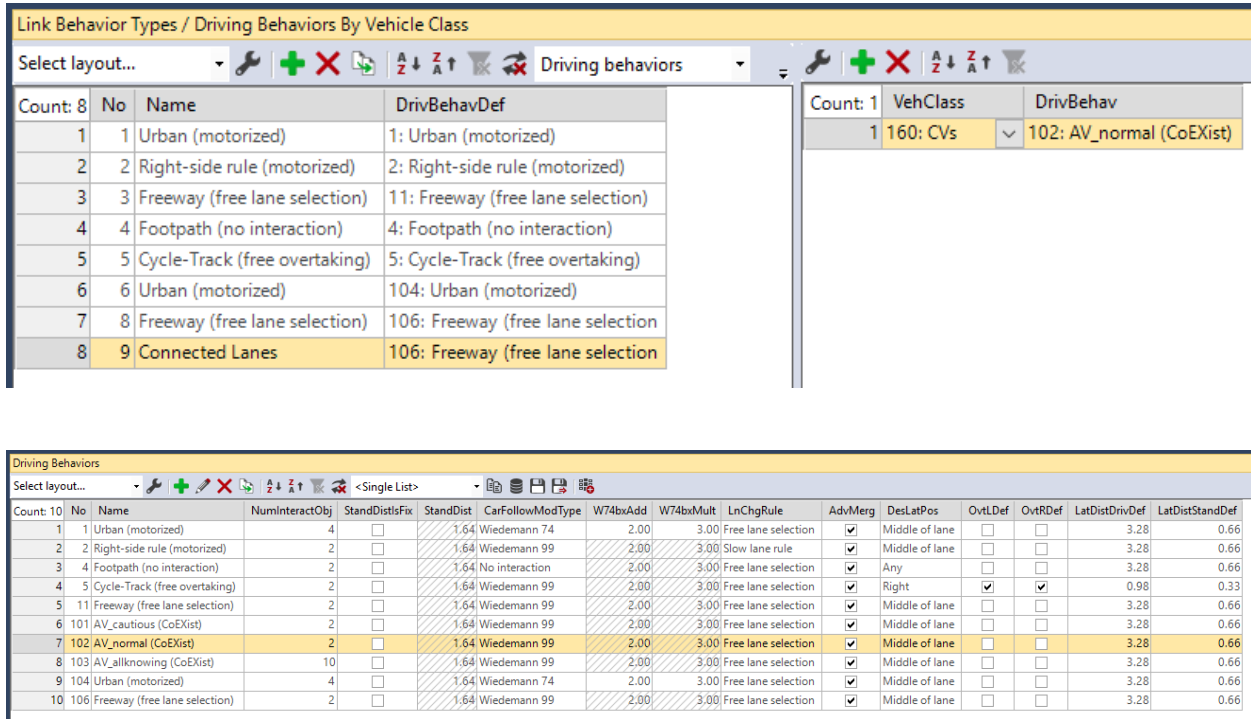 Link Behavior Types / Driving Behaviors By Vehicle Class
Select layout... Driving behaviors
Count: 8 No Name DrivBehavDef
1 1 Urban (motorized) 1: Urban (motorized)
2 2 Right-side rule (motorized) 2: Right-side rule (motorized)
3 3 Freeway (free lane selection) 11: Freeway (free lane selection)
4 4 Footpath (no interaction) 4: Footpath (no interaction)
5 5 Cycle-Track (free overtaking) 5: Cycle-Track (free overtaking)
6 6 Urban (motorized) 104: Urban (motorized)
7 8 Freeway (free lane selection) 106: Freeway (free lane selection
8 9 Connected Lanes 106: Freeway (free lane selection
Count: 1 VehClass DrivBehav
1 160: CVs 102: AV_normal (CoEXist)
Driving Behaviors
Select layout... <Single List>
Count: 10 No Name NumInteractObj StandDistIsFix StandDist CarFollowModType W74bxAdd W74bxMult LnChgRule AdvMerg DesLatPos OvtLDef OvtRDef LatDistDrivDef LatDistStandDef
1 1 Urban (motorized) 4 1.64 Wiedemann 74 2.00 3.00 Free lane selection Middle of lane 3.28 0.66
2 2 Right-side rule (motorized) 2 1.64 Wiedemann 99 2.00 3.00 Slow lane rule Middle of lane 3.28 0.66
3 4 Footpath (no interaction) 2 1.64 No interaction 2.00 3.00 Free lane selection Any 3.28 0.66
4 5 Cycle-Track (free overtaking) 2 1.64 Wiedemann 99 2.00 3.00 Free lane selection Right 0.98 0.33
5 11 Freeway (free lane selection) 2 1.64 Wiedemann 99 2.00 3.00 Free lane selection Middle of lane 3.28 0.66
6 101 AV_cautious (CoEXist) 2 1.64 Wiedemann 99 2.00 3.00 Free lane selection Middle of lane 3.28 0.66
7 102 AV_normal (CoEXist) 2 1.64 Wiedemann 99 2.00 3.00 Free lane selection Middle of lane 3.28 0.66
8 103 AV_allknowing (CoEXist) 10 1.64 Wiedemann 99 2.00 3.00 Free lane selection Middle of lane 3.28 0.66
9 104 Urban (motorized) 4 1.64 Wiedemann 74 2.00 3.00 Free lane selection Middle of lane 3.28 0.66
10 106 Freeway (free lane selection) 2 1.64 Wiedemann 99 2.00 3.00 Free lane selection Middle of lane 3.28 0.66